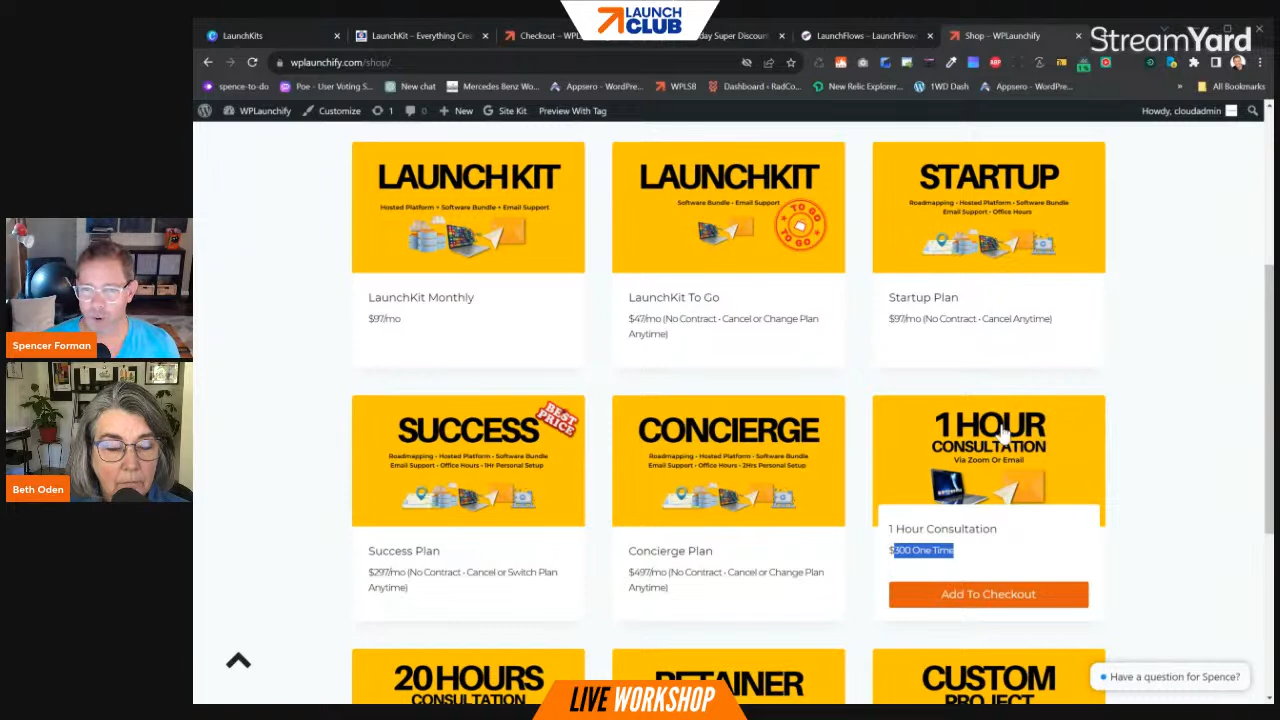 LAUNCH
CLUB
StreamYard
LaunchKits
LaunchKit – Everything Cre
Checkout – WPL
day Super Discoun
LaunchFlows – LaunchFlow
Shop – WPLaunchify
wplaunchify.com/shop/
spence-to-do
Poe - User Voting S...
New chat
Mercedes Benz Wo...
Appsero - WordPre...
WPLS8
Dashboard ‹ RadCo...
New Relic Explorer...
1WD Dash
Appsero - WordPre...
All Bookmarks
WPLaunchify
Customize
1
0
New
Site Kit
Preview With Tag
Howdy, cloudadmin
LAUNCH KIT
Hosted Platform + Software Bundle + Email Support
LaunchKit Monthly
$97/mo
LAUNCHKIT
Software Bundle • Email Support
TO GO
TO GO
LaunchKit To Go
$47/mo (No Contract - Cancel or Change Plan
Anytime)
STARTUP
Roadmapping • Hosted Platform • Software Bundle
Email Support • Office Hours
Startup Plan
$97/mo (No Contract - Cancel Anytime)
SUCCESS
BEST
PRICE
Roadmapping • Hosted Platform • Software Bundle
Email Support • Office Hours • 1Hr Personal Setup
Success Plan
$297/mo (No Contract - Cancel or Switch Plan
Anytime)
CONCIERGE
Roadmapping • Hosted Platform • Software Bundle
Email Support • Office Hours • 2Hrs Personal Setup
Concierge Plan
$497/mo (No Contract - Cancel or Change Plan
Anytime)
1 HOUR
CONSULTATION
Via Zoom Or Email
1 Hour Consultation
$300 One Time
Add To Checkout
20 HOURS
CONSULTATION
RETAINER
CUSTOM
PROJECT
Have a question for Spence?
Spencer Forman
Beth Oden
LIVE WORKSHOP